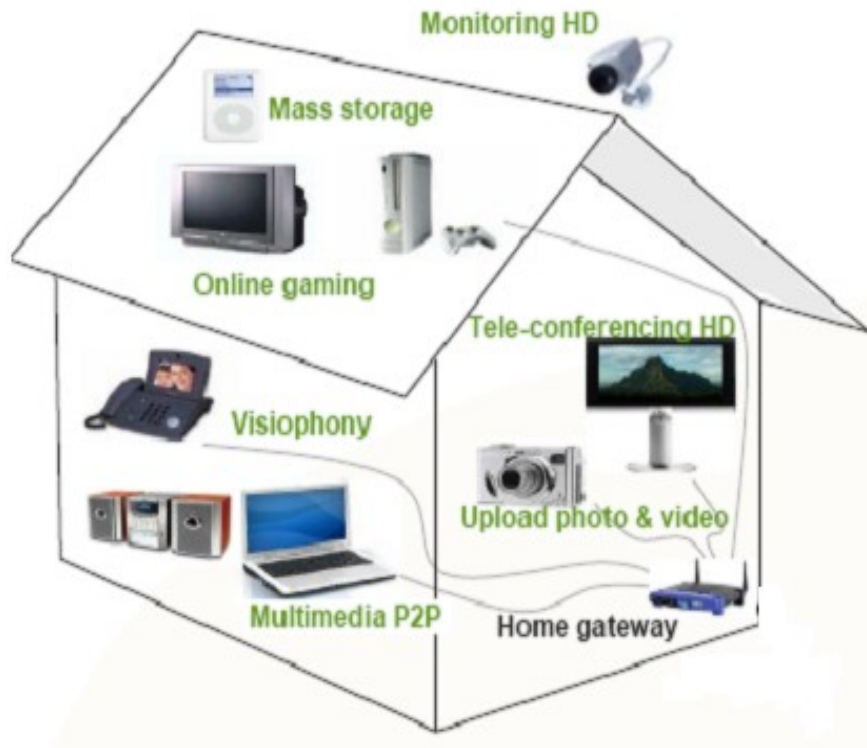 Monitoring HD
Mass storage
Online gaming
Tele-conferencing HD
Visiophony
Upload photo & video
Multimedia P2P
Home gateway